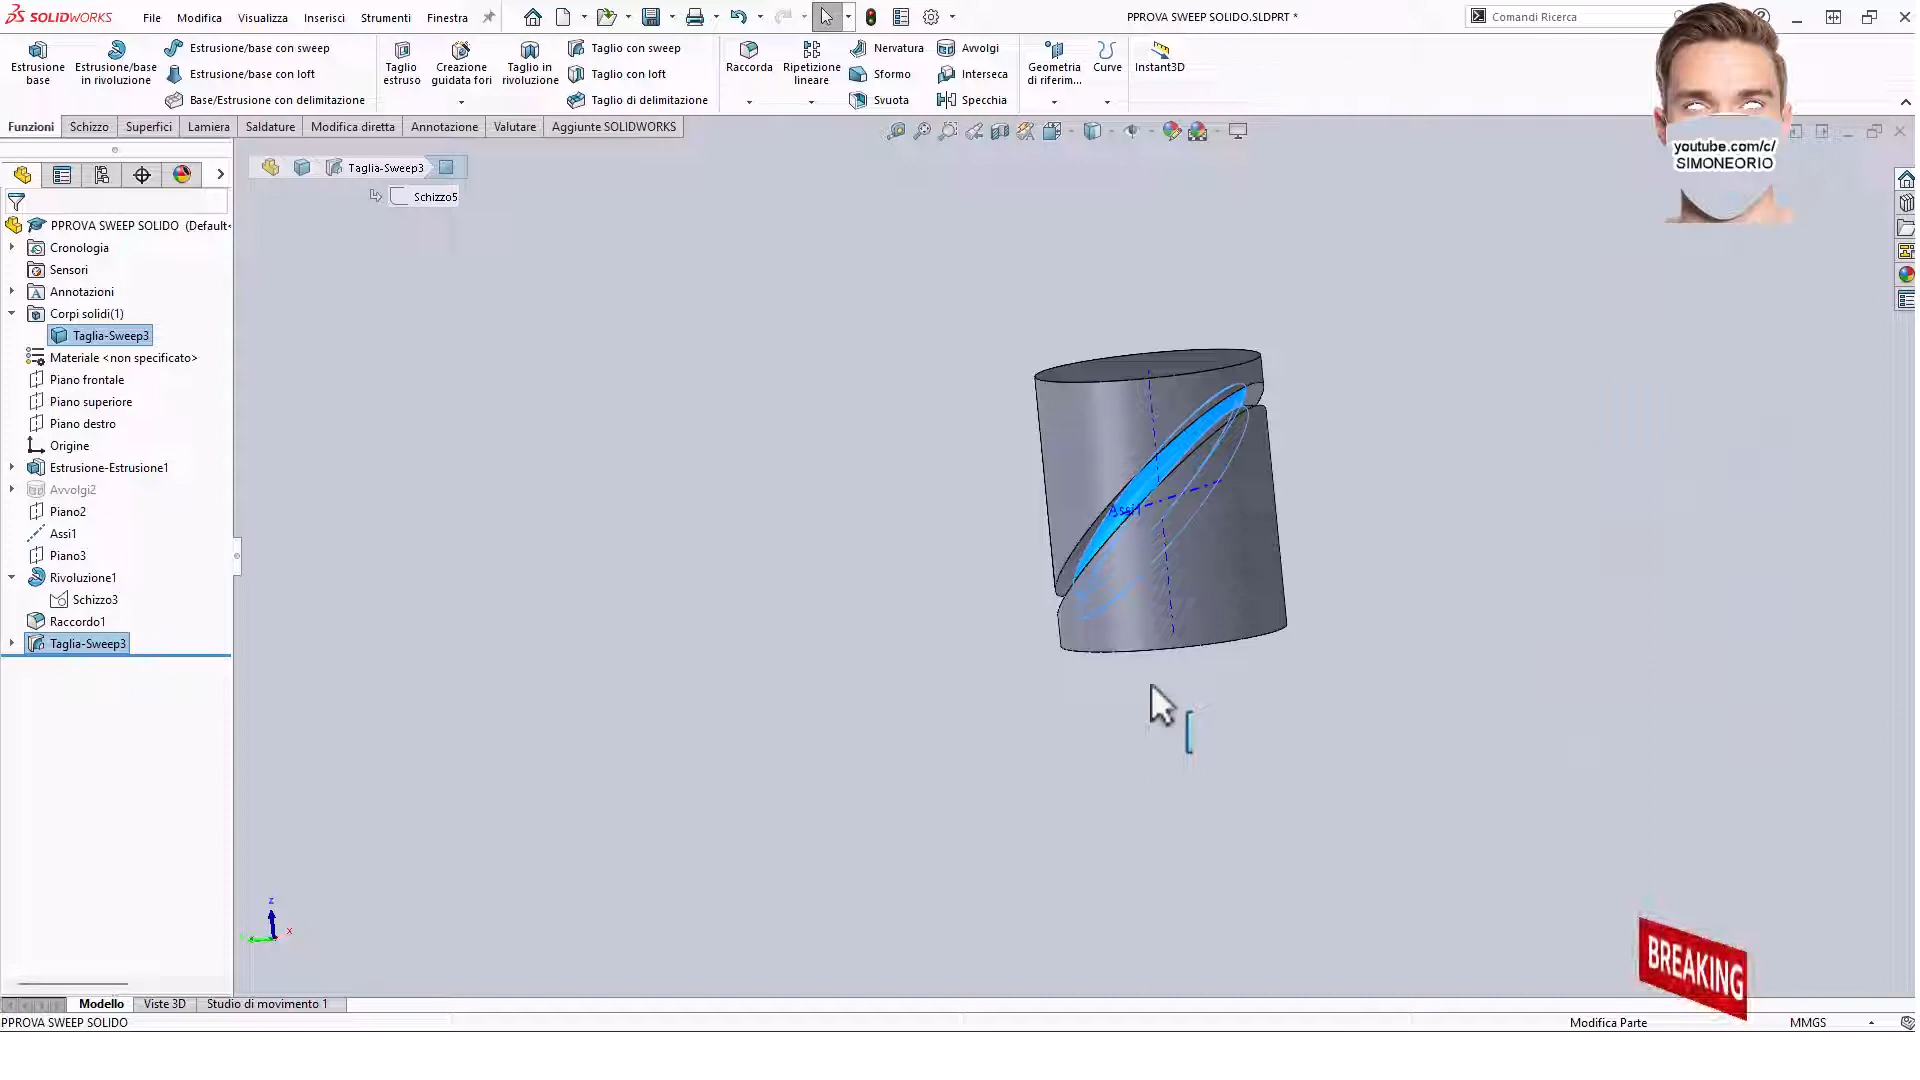 SOLIDWORKS
File
Modifica
Visualizza
Inserisci
Strumenti
Finestra
PPROVA SWEEP SOLIDO.SLDPRT *
Comandi Ricerca
Estrusione
base
Estrusione/base
in rivoluzione
Estrusione/base con sweep
Estrusione/base con loft
Base/Estrusione con delimitazione
Taglio
estruso
Creazione
guidata fori
Taglio in
rivoluzione
Taglio con sweep
Taglio con loft
Taglio di delimitazione
Raccorda
Ripetizione
lineare
Nervatura
Sformo
Svuota
Avvolgi
Interseca
Specchia
Geometria
di riferim...
Curve
Instant3D
Funzioni
Schizzo
Superfici
Lamiera
Saldature
Modifica diretta
Annotazione
Valutare
Aggiunte SOLIDWORKS
youtube.com/c/
SIMONEORIO
Taglia-Sweep3
Schizzo5
PPROVA SWEEP SOLIDO (Default<
Cronologia
Sensori
Annotazioni
Corpi solidi(1)
Taglia-Sweep3
Materiale <non specificato>
Piano frontale
Piano superiore
Piano destro
Origine
Estrusione-Estrusione1
Avvolgi2
Piano2
Assi1
Piano3
Rivoluzione1
Schizzo3
Raccordo1
Taglia-Sweep3
Assi1
z
x
BREAKING
Modello
Viste 3D
Studio di movimento 1
PPROVA SWEEP SOLIDO
Modifica Parte
MMGS